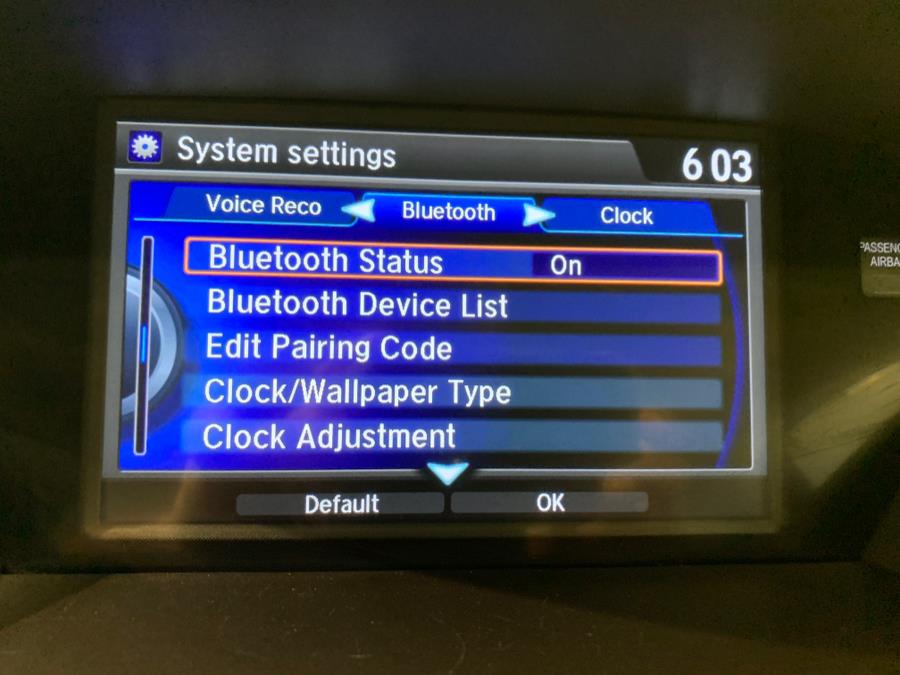 System settings
6 03
Voice Reco
Bluetooth
Clock
Bluetooth Status On
Bluetooth Device List
Edit Pairing Code
Clock/Wallpaper Type
Clock Adjustment
Default
OK